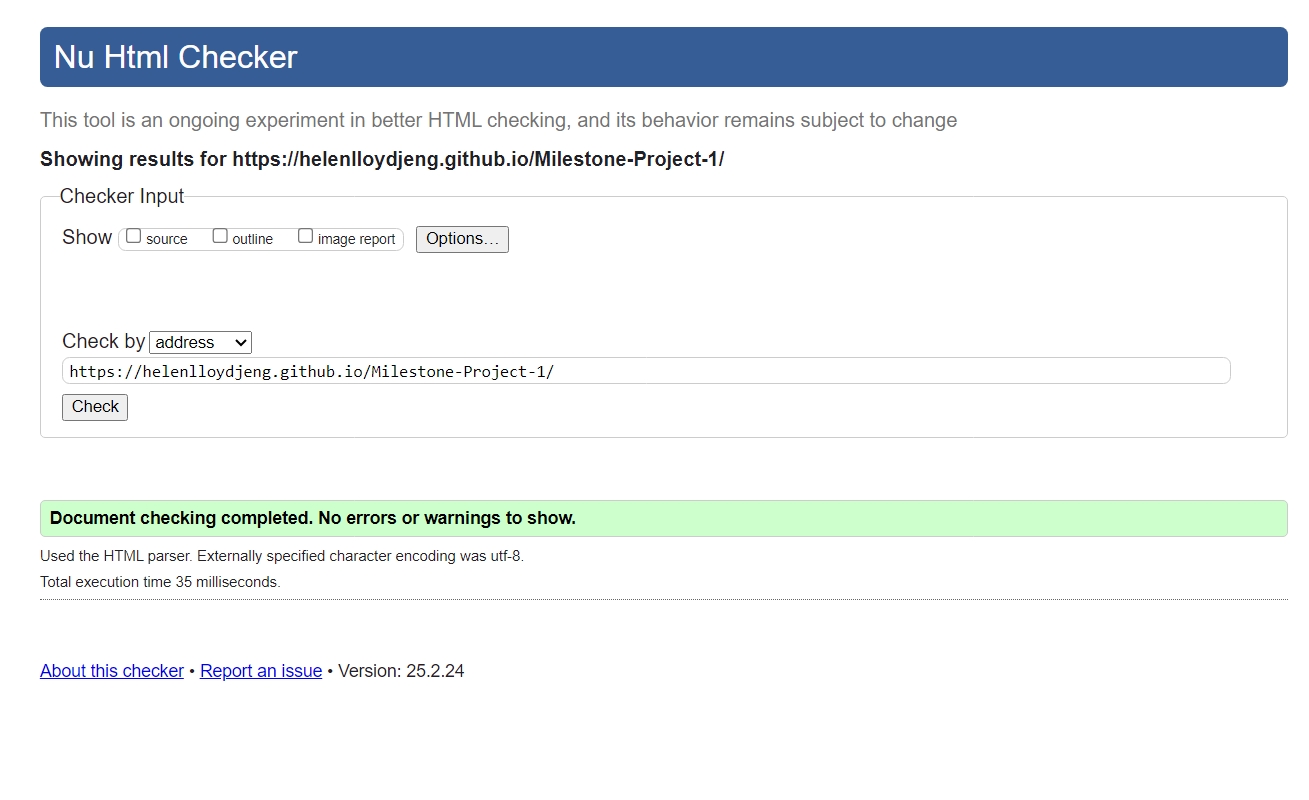 Nu Html Checker
This tool is an ongoing experiment in better HTML checking, and its behavior remains subject to change
Showing results for https://helenlloydjeng.github.io/Milestone-Project-1/
Checker Input
Show source outline image report Options…
Check by address
https://helenlloydjeng.github.io/Milestone-Project-1/
Check
Document checking completed. No errors or warnings to show.
Used the HTML parser. Externally specified character encoding was utf-8.
Total execution time 35 milliseconds.
About this checker • Report an issue • Version: 25.2.24